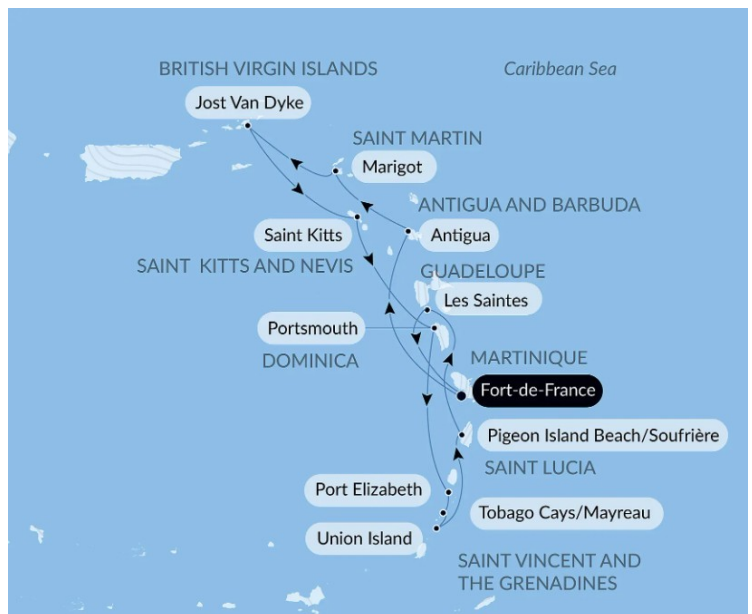 BRITISH VIRGIN ISLANDS
Caribbean Sea
Jost Van Dyke
SAINT MARTIN
Marigot
ANTIGUA AND BARBUDA
Saint Kitts
Antigua
SAINT KITTS AND NEVIS
GUADELOUPE
Les Saintes
Portsmouth
DOMINICA
MARTINIQUE
Fort-de-France
Pigeon Island Beach/Soufrière
SAINT LUCIA
Port Elizabeth
Tobago Cays/Mayreau
Union Island
SAINT VINCENT AND
THE GRENADINES